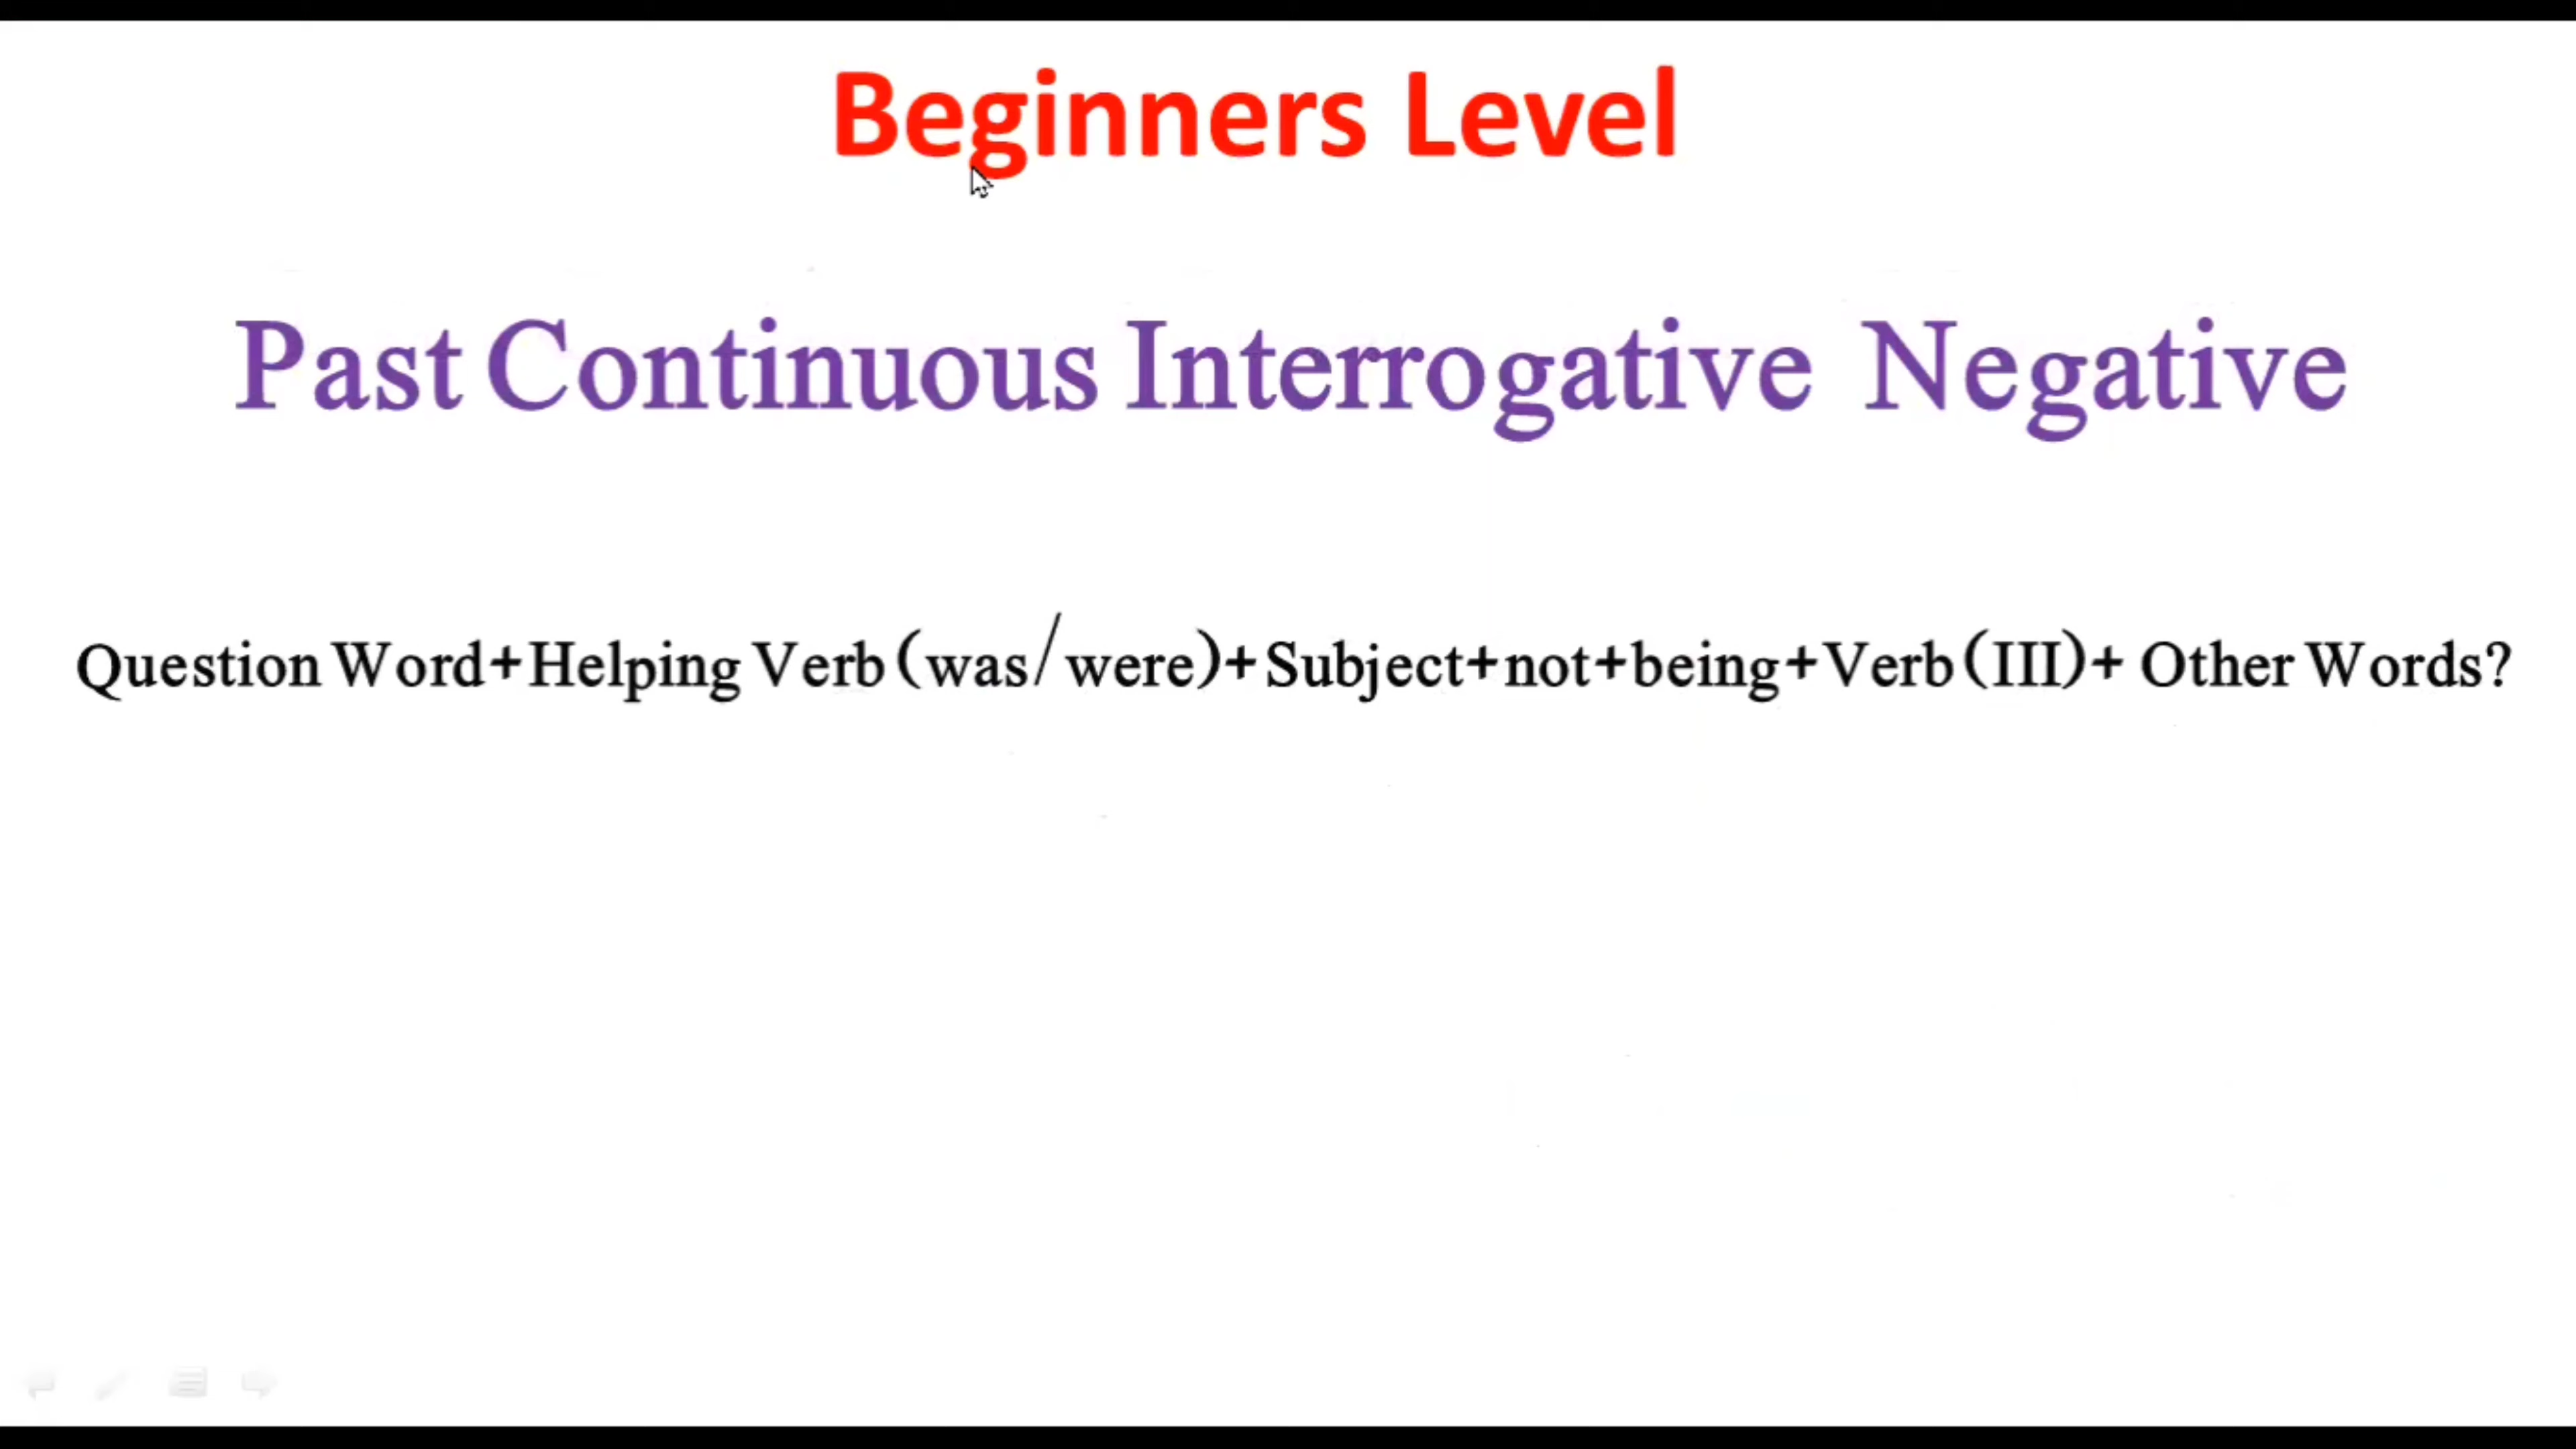 Beginners Level
Past Continuous Interrogative Negative
Question Word+Helping Verb (was/were)+Subject+not+being+Verb (III)+ Other Words?